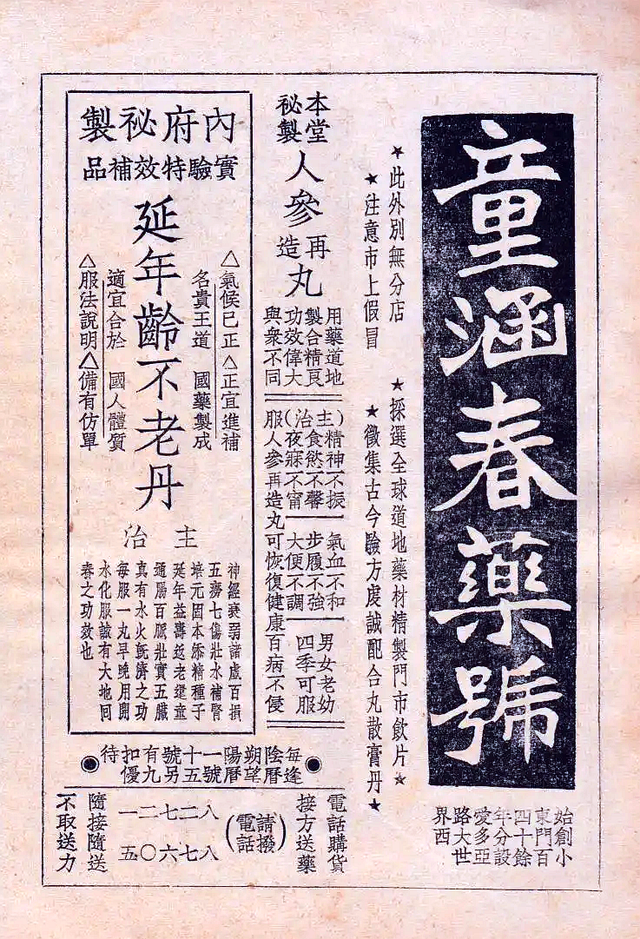 童涵春藥號
始創小
東門百
四十餘
年分設
愛多亞
路大世
界西
★此外別無分店
★注意市上假冒
★採選全球道地藥材精製門市飲片★
★徵集古今驗方虔誠配合丸散膏丹★
本堂
祕製
人參
再造
丸
用藥道地
製合精良
功效偉大
與衆不同
(主治)
精神不振 氣血不和
食慾不馨 步履不強
夜寐不甯 大便不調
男女老幼
四季可服
服人參再造丸可恢復健康百病不侵
內府祕製
實驗特效補品
延年齡不老丹
△氣候已正△正宜進補
名貴王道 國藥製成
適宜合於 國人體質
△服法說明△備有仿單
主治
神經衰弱諸虛百損
五勞七傷壯水補腎
培元固本添精種子
延年益壽返老還童
通腸百脈壯實五臟
真有水火旣濟之功
每服一丸早晚用開
水化服誠有大地回
春之功效也
每逢
陰曆
朔望
陽曆
一號
十五
號另
有九
扣優
待
電話購貨
接方送藥
(請撥電話)
八二七二一
八七六〇五
隨接隨送
不取送力